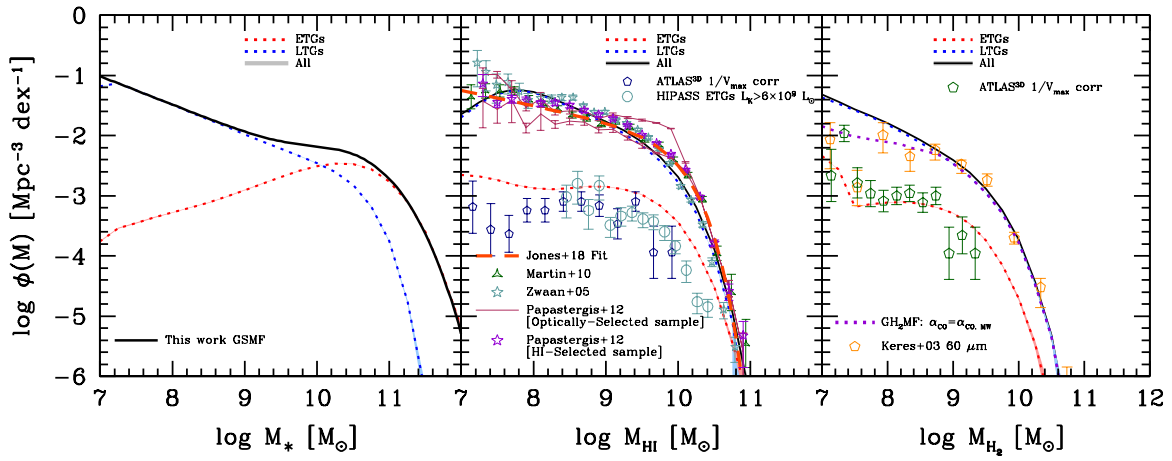 log ϕ(M) [Mpc⁻³ dex⁻¹]
0
−1
−2
−3
−4
−5
−6
ETGs
LTGs
All
This work GSMF
7 8 9 10 11
log M* [M⊙]
ETGs
LTGs
All
ATLAS³ᴰ 1/Vmax corr
HIPASS ETGs Lₖ>6×10⁹ L⊙
Jones+18 Fit
Martin+10
Zwaan+05
Papastergis+12
[Optically-Selected sample]
Papastergis+12
[HI-Selected sample]
7 8 9 10 11
log MHI [M⊙]
ETGs
LTGs
All
ATLAS³ᴰ 1/Vmax corr
GH₂MF: αCO=αCO, MW
Keres+03 60 μm
7 8 9 10 11 12
log MH₂ [M⊙]